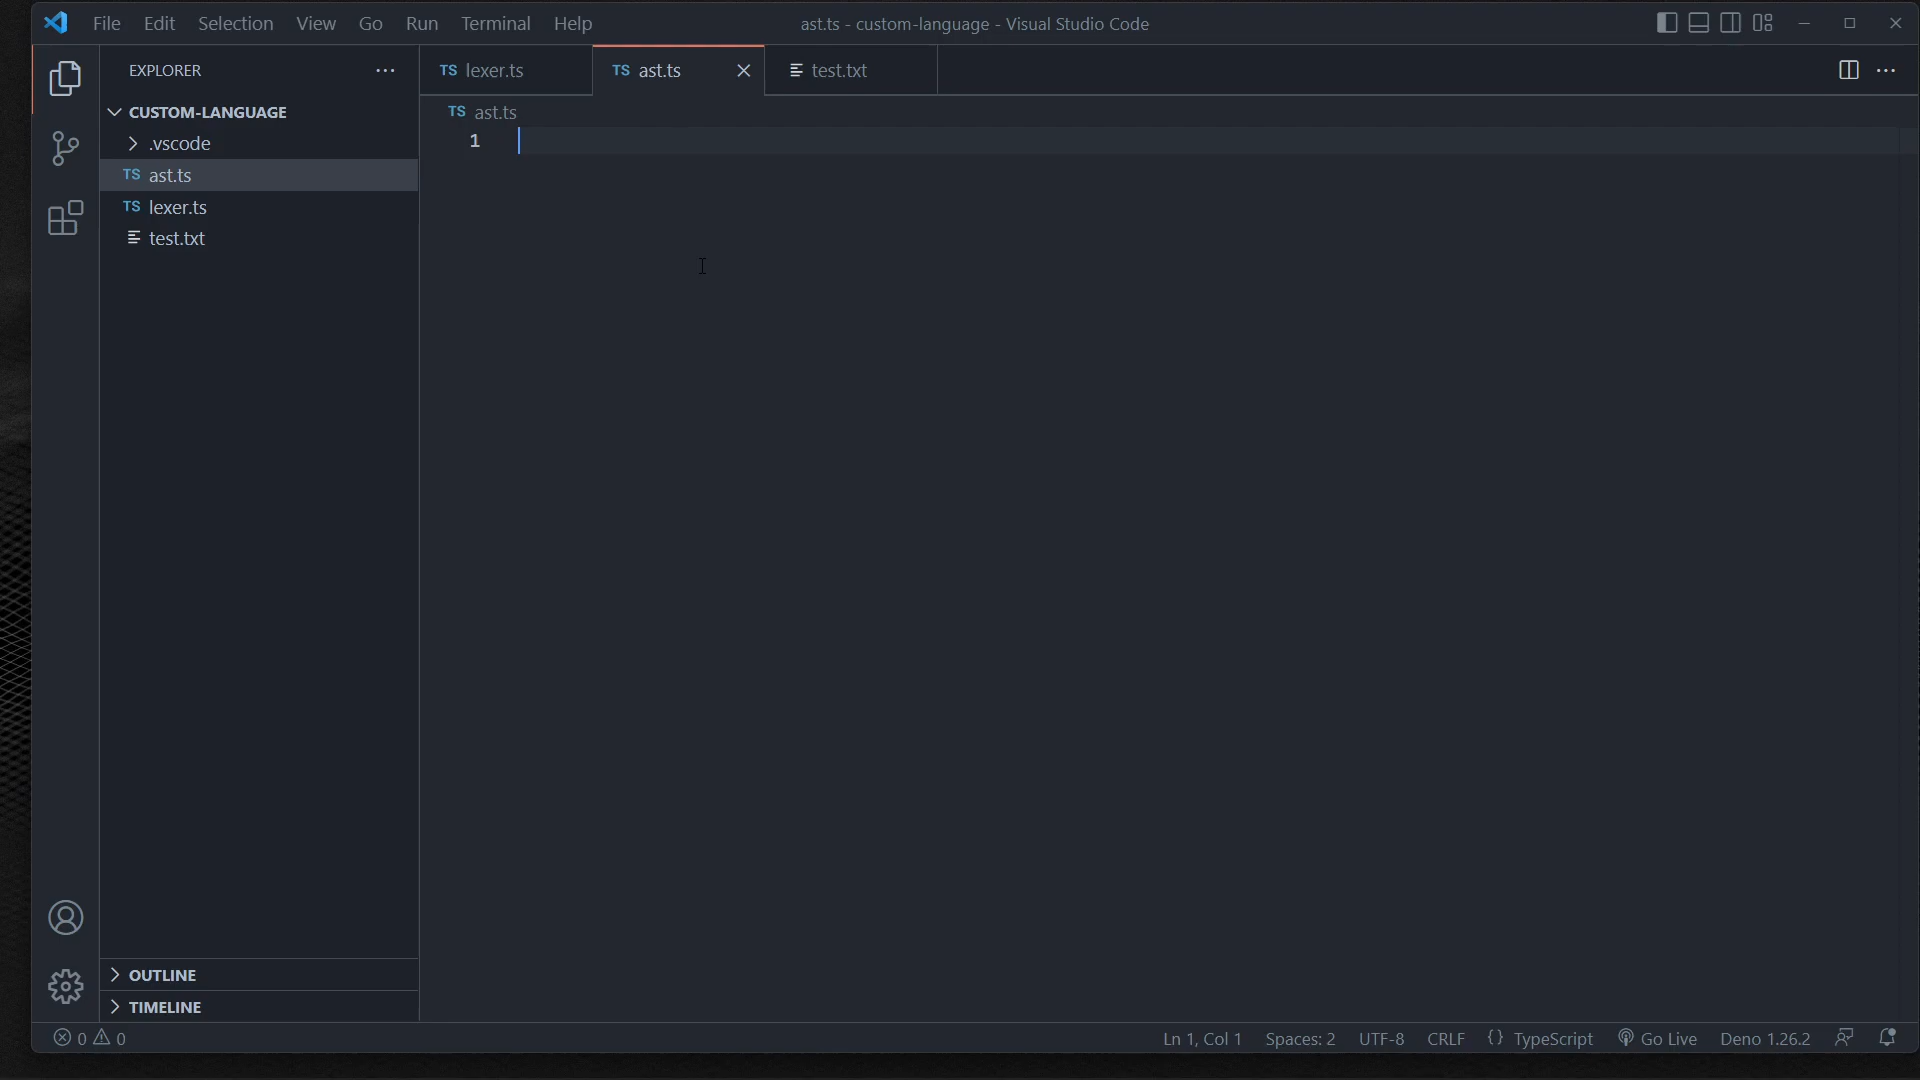 File Edit Selection View Go Run Terminal Help
ast.ts - custom-language - Visual Studio Code
EXPLORER
CUSTOM-LANGUAGE
.vscode
TS ast.ts
TS lexer.ts
test.txt
OUTLINE
TIMELINE
TS lexer.ts
TS ast.ts
test.txt
TS ast.ts
1
0 0
Ln 1, Col 1 Spaces: 2 UTF-8 CRLF {} TypeScript Go Live Deno 1.26.2